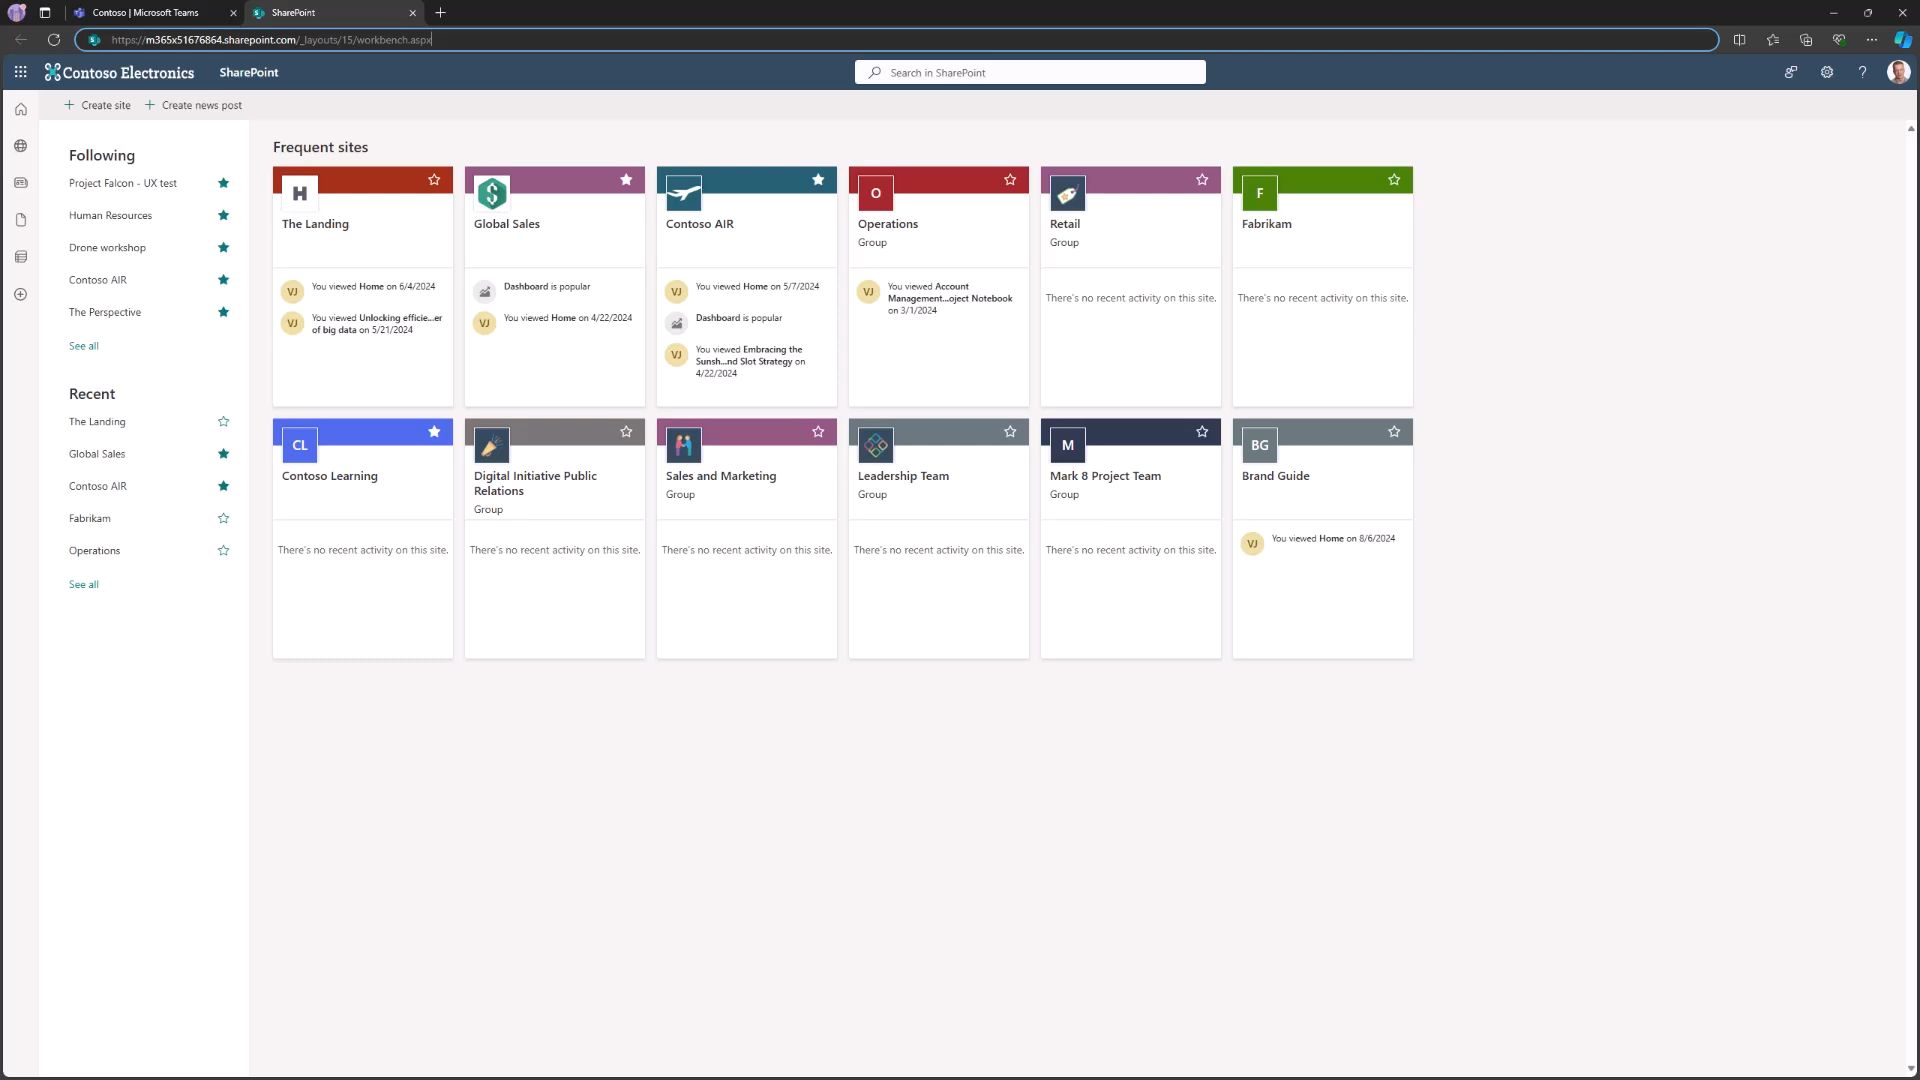 Contoso | Microsoft Teams
SharePoint
https://m365x51676864.sharepoint.com/_layouts/15/workbench.aspx
Contoso Electronics
SharePoint
Search in SharePoint
Create site
Create news post
Following
Project Falcon - UX test
Human Resources
Drone workshop
Contoso AIR
The Perspective
See all
Recent
The Landing
Global Sales
Contoso AIR
Fabrikam
Operations
See all
Frequent sites
H
The Landing
VJ
You viewed Home on 6/4/2024
VJ
You viewed Unlocking efficie...er
of big data on 5/21/2024
$
Global Sales
Dashboard is popular
VJ
You viewed Home on 4/22/2024
Contoso AIR
VJ
You viewed Home on 5/7/2024
Dashboard is popular
VJ
You viewed Embracing the
Sunsh...nd Slot Strategy on
4/22/2024
O
Operations
Group
VJ
You viewed Account
Management...oject Notebook
on 3/1/2024
Retail
Group
There's no recent activity on this site.
F
Fabrikam
There's no recent activity on this site.
CL
Contoso Learning
There's no recent activity on this site.
Digital Initiative Public
Relations
Group
There's no recent activity on this site.
Sales and Marketing
Group
There's no recent activity on this site.
Leadership Team
Group
There's no recent activity on this site.
M
Mark 8 Project Team
Group
There's no recent activity on this site.
BG
Brand Guide
VJ
You viewed Home on 8/6/2024